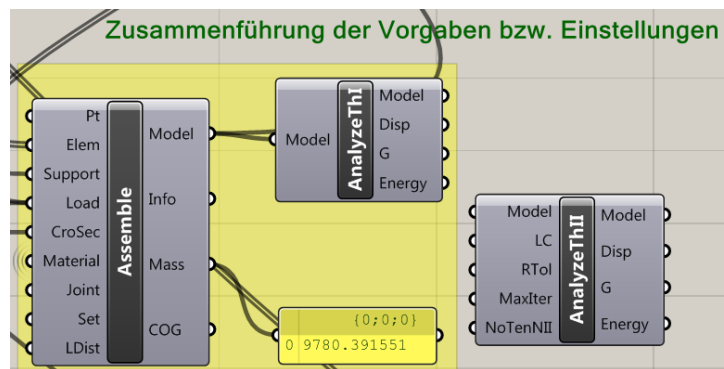 Zusammenführung der Vorgaben bzw. Einstellungen
Pt
Elem
Support
Load
CroSec
Material
Joint
Set
LDist
Assemble
Model
Info
Mass
COG
Model
AnalyzeThI
Model
Disp
G
Energy
{0;0;0}
0 9780.391551
Model
LC
RTol
MaxIter
NoTenNII
AnalyzeThII
Model
Disp
G
Energy